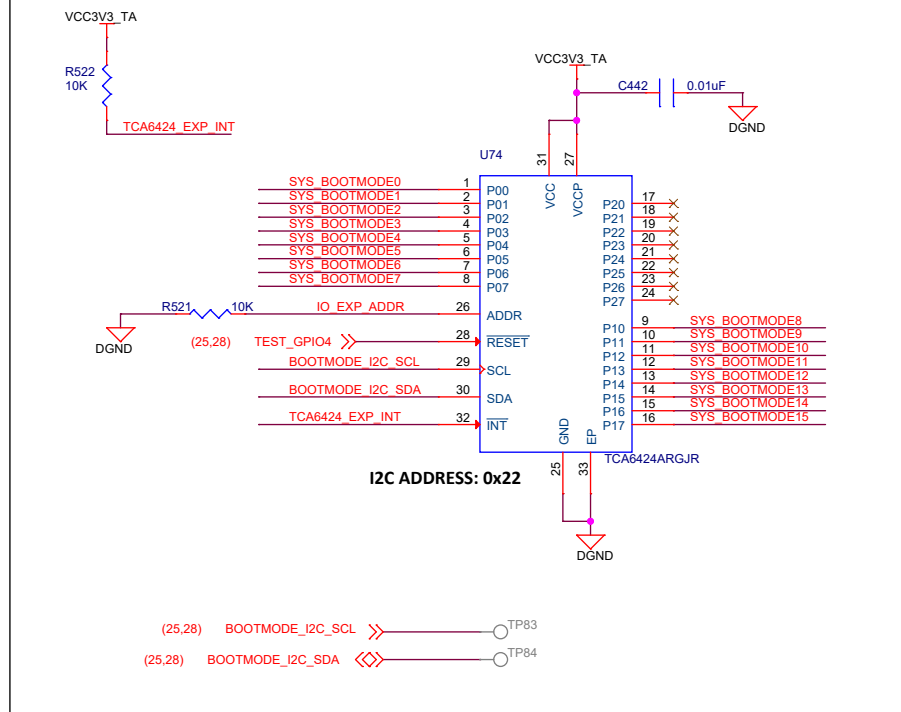 VCC3V3_TA
R522
10K
TCA6424_EXP_INT
VCC3V3_TA
C442
0.01uF
DGND
U74
31
27
VCC
VCCP
SYS_BOOTMODE0 1 P00
SYS_BOOTMODE1 2 P01
SYS_BOOTMODE2 3 P02
SYS_BOOTMODE3 4 P03
SYS_BOOTMODE4 5 P04
SYS_BOOTMODE5 6 P05
SYS_BOOTMODE6 7 P06
SYS_BOOTMODE7 8 P07
P20 17
P21 18
P22 19
P23 20
P24 21
P25 22
P26 23
P27 24
R521 10K IO_EXP_ADDR 26 ADDR
DGND
(25,28) TEST_GPIO4 28 RESET
BOOTMODE_I2C_SCL 29 SCL
BOOTMODE_I2C_SDA 30 SDA
TCA6424_EXP_INT 32 INT
P10 9 SYS_BOOTMODE8
P11 10 SYS_BOOTMODE9
P12 11 SYS_BOOTMODE10
P13 12 SYS_BOOTMODE11
P14 13 SYS_BOOTMODE12
P15 14 SYS_BOOTMODE13
P16 15 SYS_BOOTMODE14
P17 16 SYS_BOOTMODE15
GND
EP
25
33
TCA6424ARGJR
I2C ADDRESS: 0x22
DGND
(25,28) BOOTMODE_I2C_SCL TP83
(25,28) BOOTMODE_I2C_SDA TP84